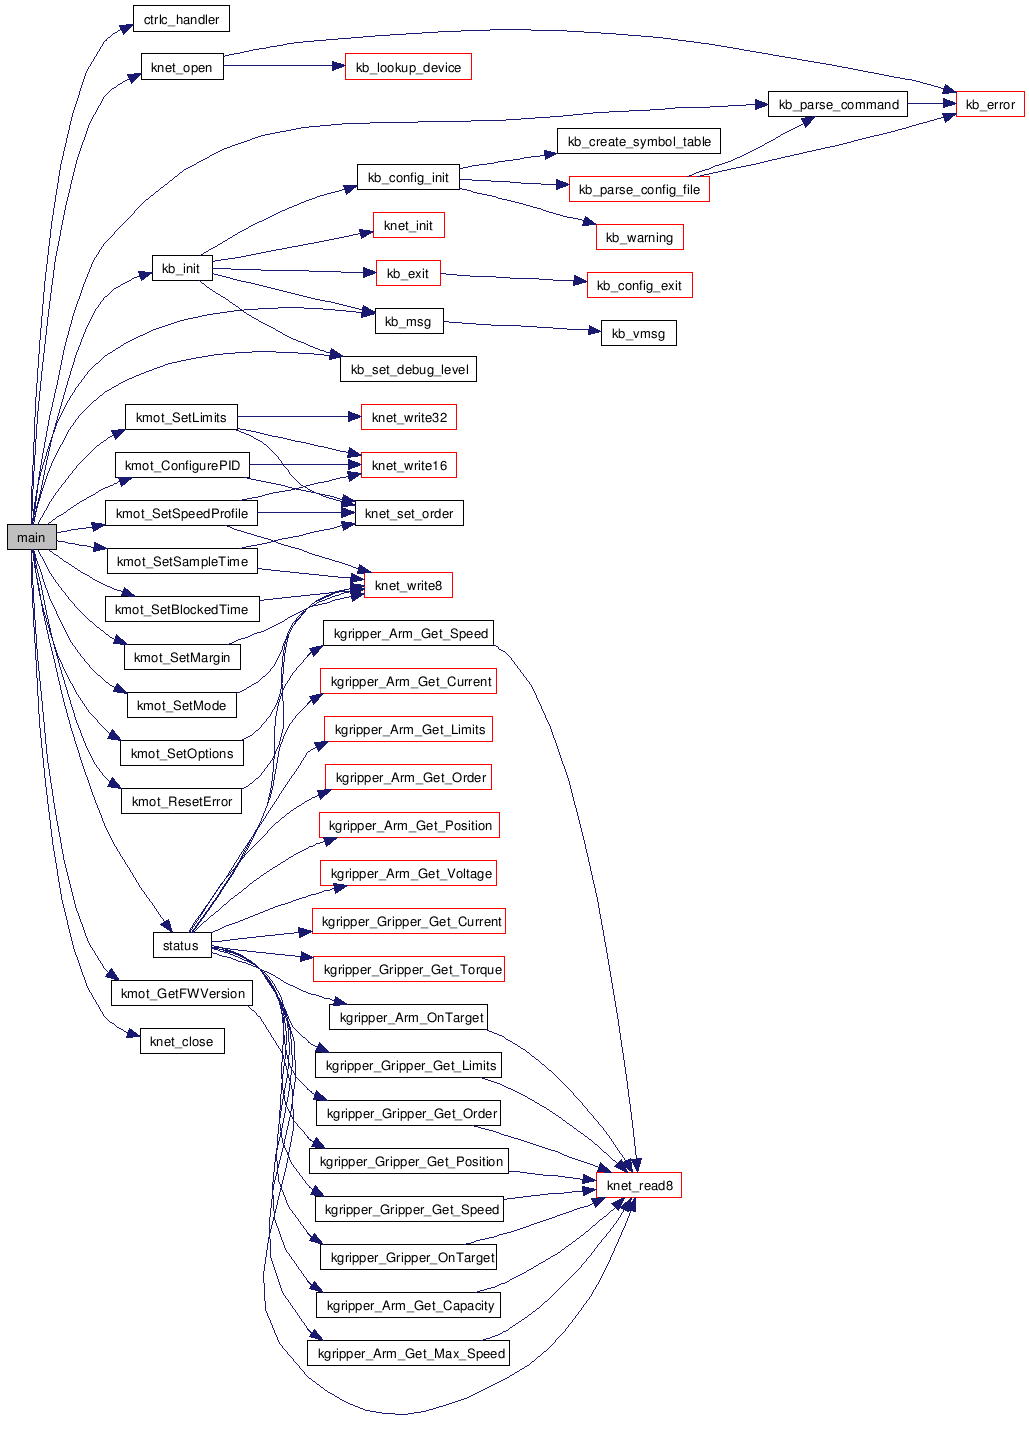 ctrlc_handler
knet_open
kb_lookup_device
kb_parse_command
kb_error
kb_create_symbol_table
kb_config_init
kb_parse_config_file
knet_init
kb_warning
kb_init
kb_exit
kb_config_exit
kb_msg
kb_vmsg
kb_set_debug_level
kmot_SetLimits
knet_write32
kmot_ConfigurePID
knet_write16
kmot_SetSpeedProfile
knet_set_order
main
kmot_SetSampleTime
knet_write8
kmot_SetBlockedTime
kgripper_Arm_Get_Speed
kmot_SetMargin
kgripper_Arm_Get_Current
kmot_SetMode
kgripper_Arm_Get_Limits
kmot_SetOptions
kgripper_Arm_Get_Order
kmot_ResetError
kgripper_Arm_Get_Position
kgripper_Arm_Get_Voltage
kgripper_Gripper_Get_Current
status
kgripper_Gripper_Get_Torque
kmot_GetFWVersion
kgripper_Arm_OnTarget
knet_close
kgripper_Gripper_Get_Limits
kgripper_Gripper_Get_Order
kgripper_Gripper_Get_Position
knet_read8
kgripper_Gripper_Get_Speed
kgripper_Gripper_OnTarget
kgripper_Arm_Get_Capacity
kgripper_Arm_Get_Max_Speed